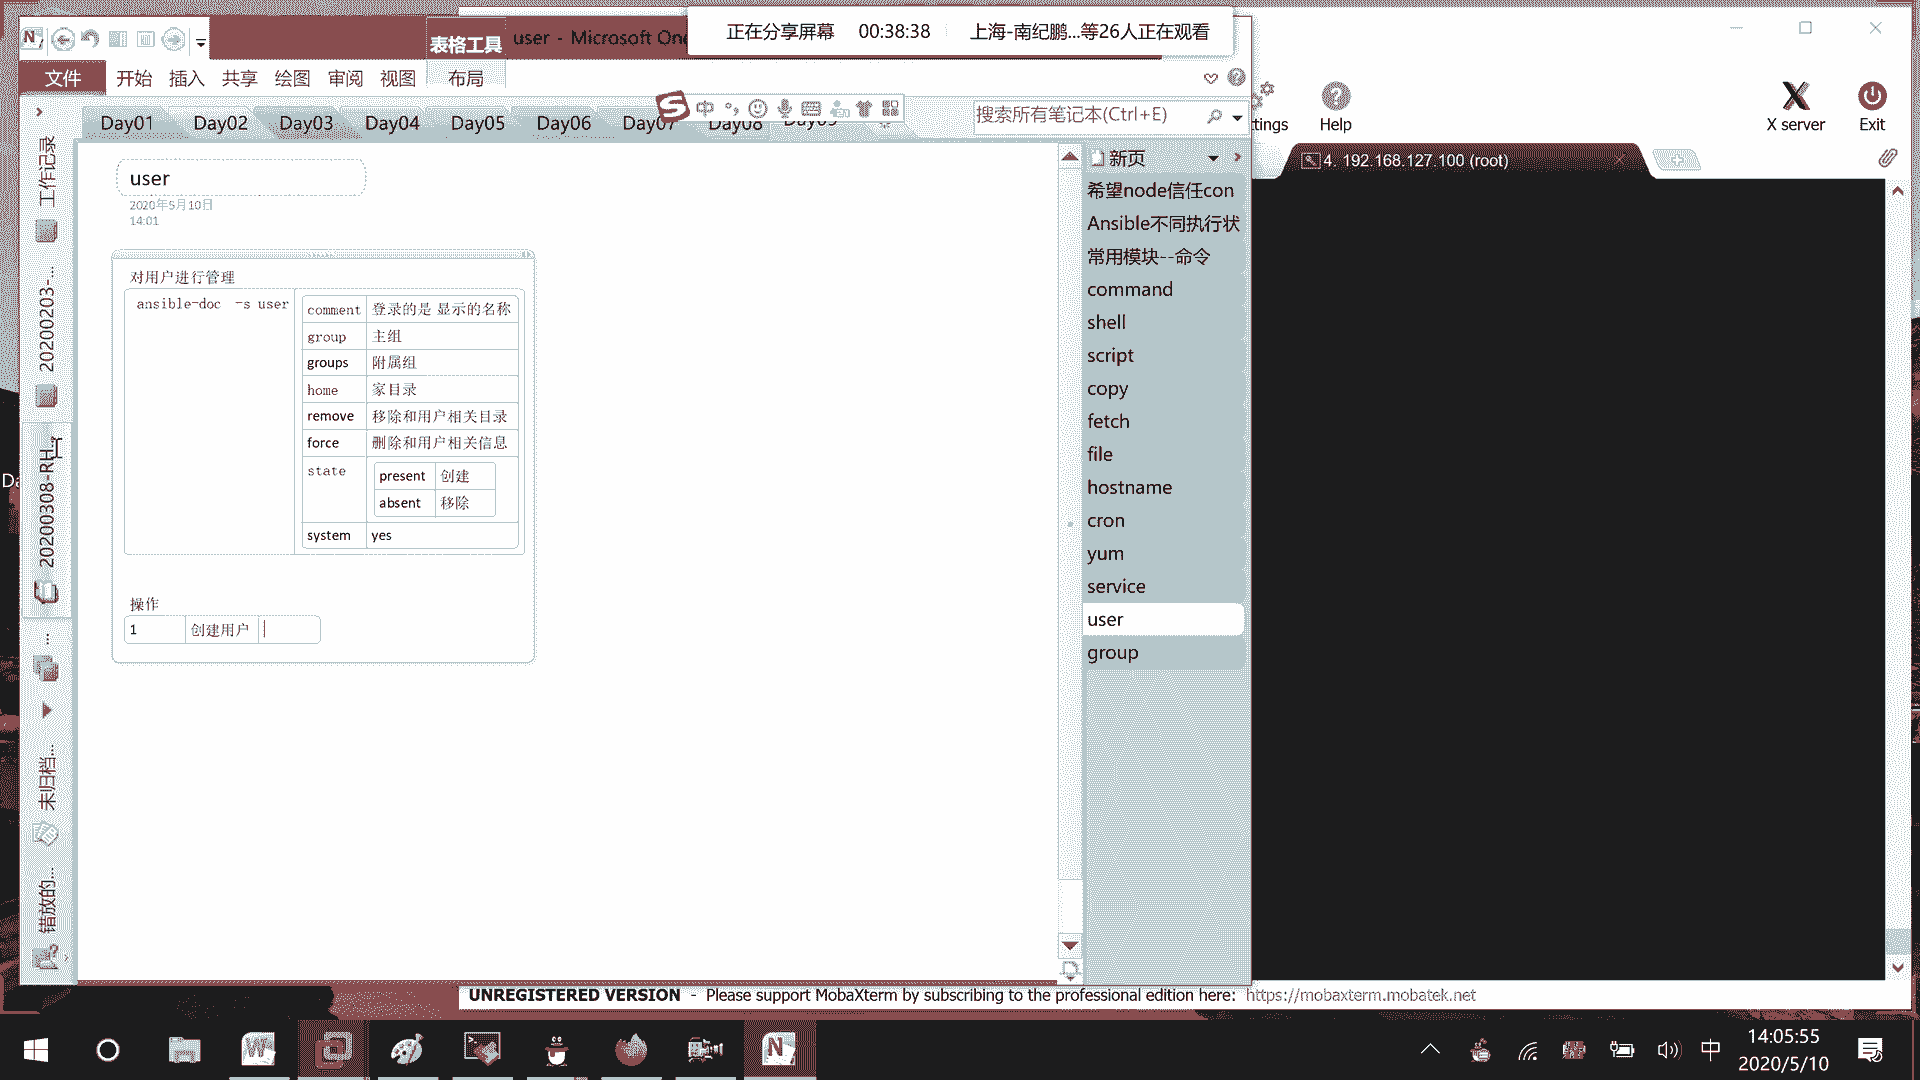 正在分享屏幕 00:38:38 上海-南纪鹏...等26人正在观看
表格工具 user - Microsoft One
文件 开始 插入 共享 绘图 审阅 视图 布局
Day01 Day02 Day03 Day04 Day05 Day06 Day07 Day08
中
搜索所有笔记本(Ctrl+E)
Help
X server
Exit
4. 192.168.127.100 (root)
工作记录
20200203-...
20200308-RH...
未归档...
错放的...
user
2020年5月10日
14:01
对用户进行管理
ansible-doc -s user
comment 登录的是 显示的名称
group 主组
groups 附属组
home 家目录
remove 移除和用户相关目录
force 删除和用户相关信息
state
present 创建
absent 移除
system yes
操作
1 创建用户
新页
希望node信任con
Ansible不同执行状
常用模块--命令
command
shell
script
copy
fetch
file
hostname
cron
yum
service
user
group
UNREGISTERED VERSION - Please support MobaXterm by subscribing to the professional edition here: https://mobaxterm.mobatek.net
中
14:05:55
2020/5/10